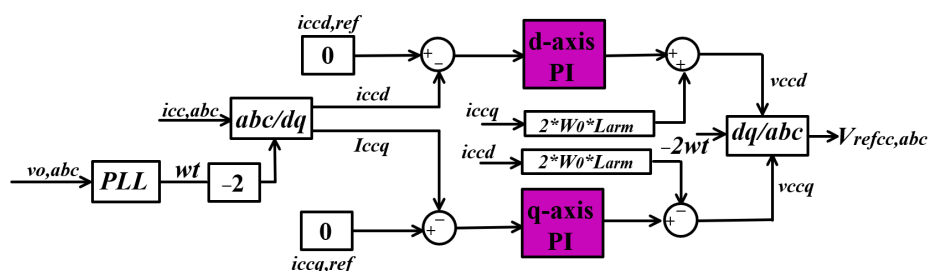 iccd,ref
0
+
−
d-axis
PI
+
+
vccd
icc,abc
abc/dq
iccd
Iccq
iccq
2*W0*Larm
−2wt
dq/abc
Vrefcc,abc
iccd
2*W0*Larm
vo,abc
PLL
wt
−2
vccq
0
iccq,ref
+
−
q-axis
PI
+
−